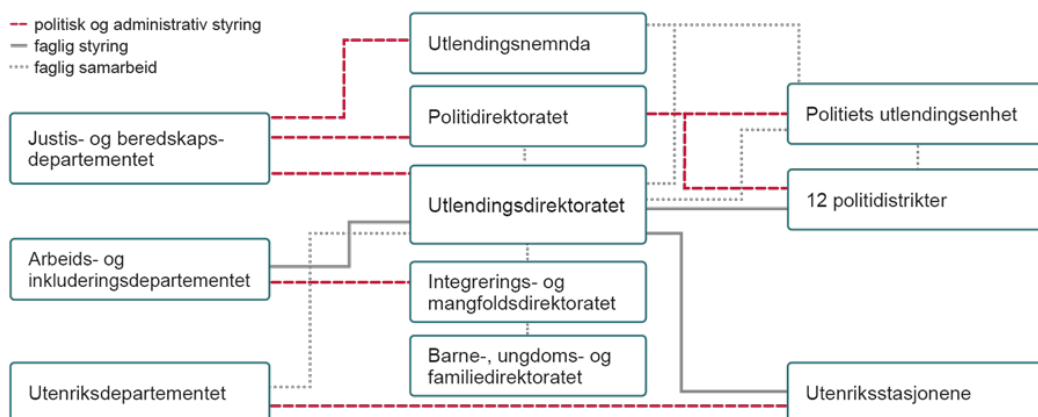 politisk og administrativ styring
faglig styring
faglig samarbeid
Utlendingsnemnda
Politidirektoratet
Politiets utlendingsenhet
Justis- og beredskaps-
departementet
Utlendingsdirektoratet
12 politidistrikter
Arbeids- og
inkluderingsdepartementet
Integrerings- og
mangfoldsdirektoratet
Barne-, ungdoms- og
familiedirektoratet
Utenriksdepartementet
Utenriksstasjonene